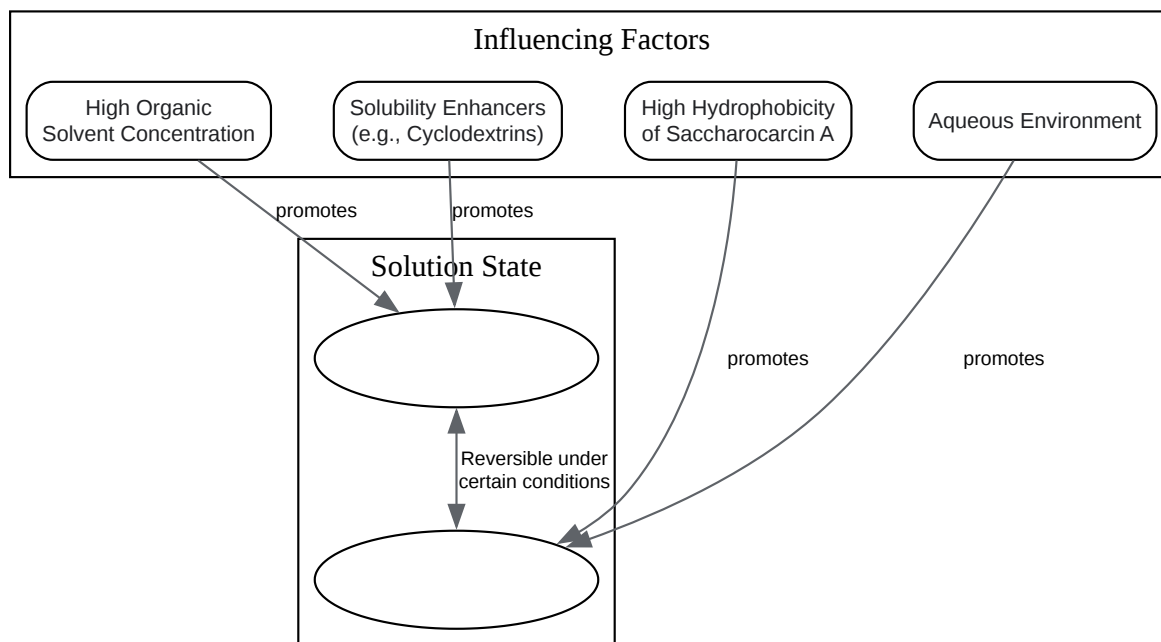 Influencing Factors
High Organic
Solvent Concentration
Solubility Enhancers
(e.g., Cyclodextrins)
High Hydrophobicity
of Saccharocarcin A
Aqueous Environment
promotes
promotes
Solution State
promotes
promotes
Reversible under
certain conditions